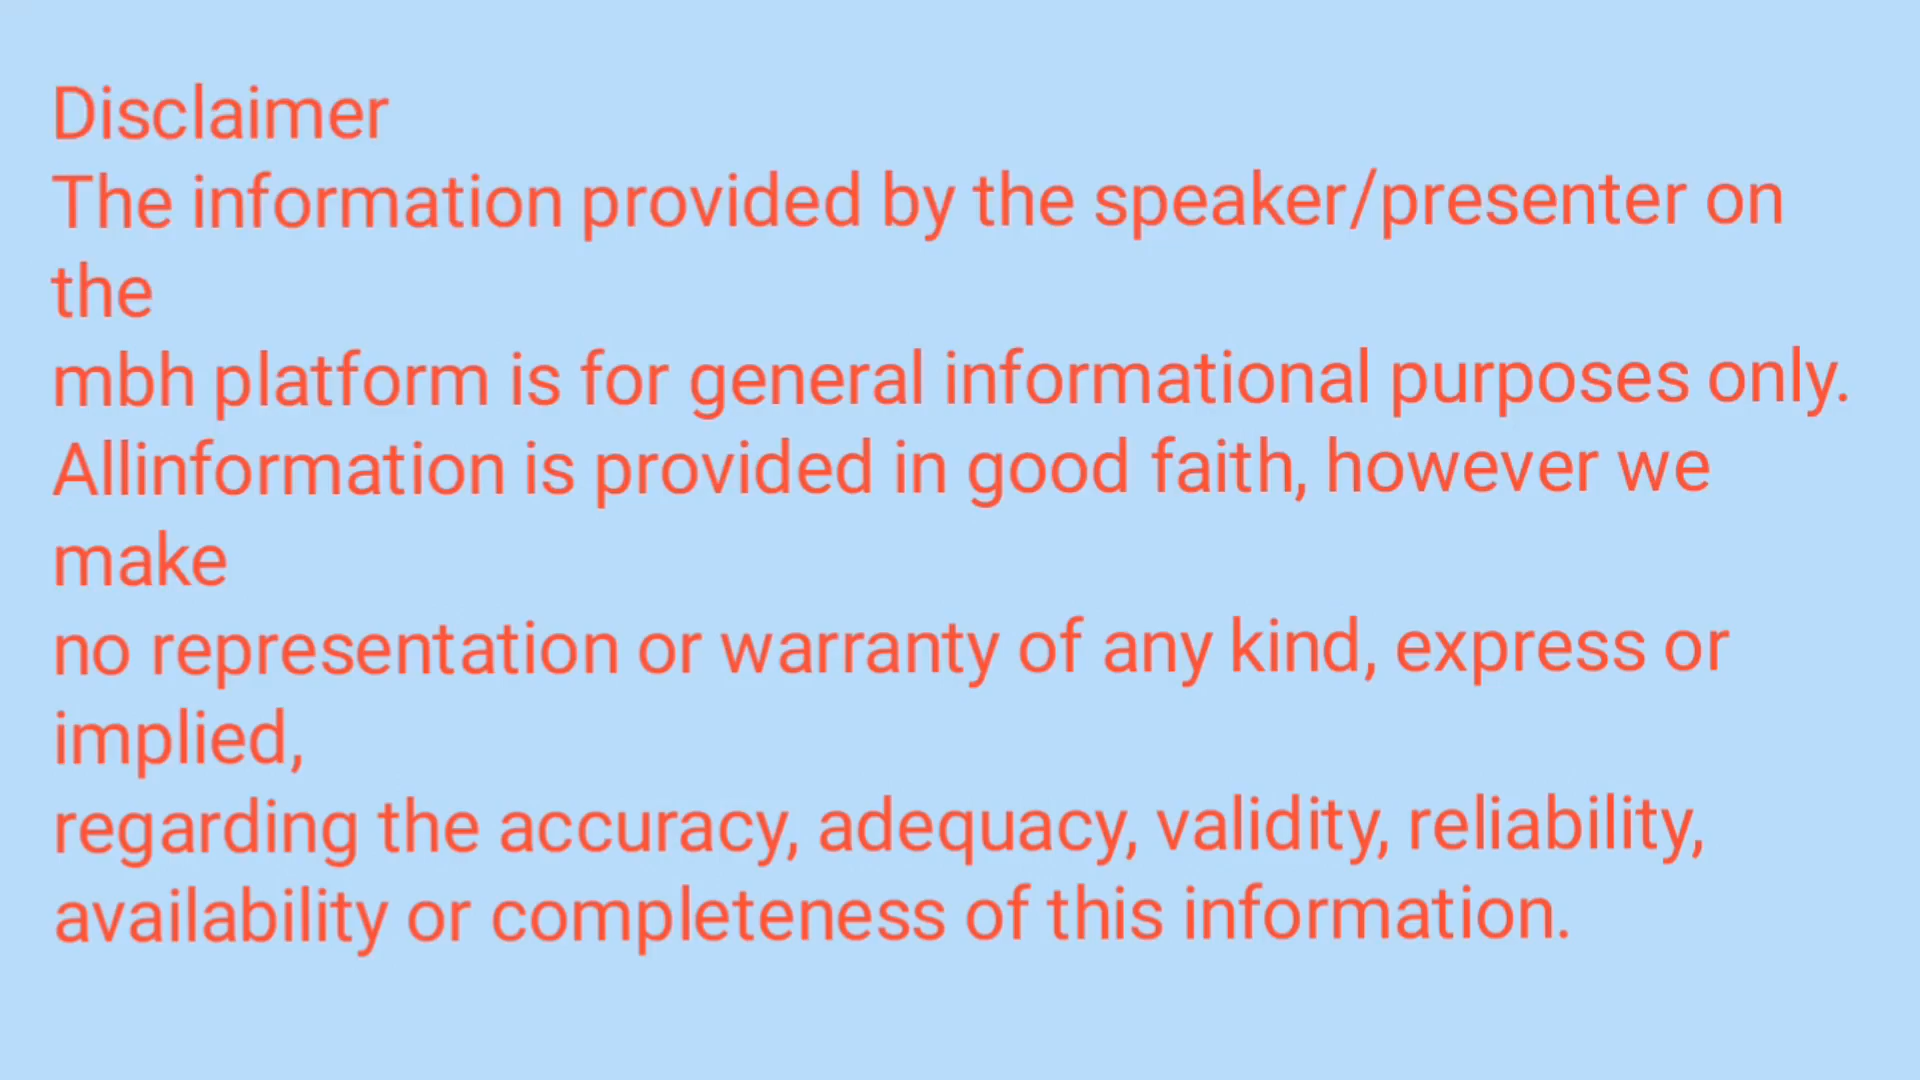 Disclaimer
The information provided by the speaker/presenter on
the
mbh platform is for general informational purposes only.
Allinformation is provided in good faith, however we
make
no representation or warranty of any kind, express or
implied,
regarding the accuracy, adequacy, validity, reliability,
availability or completeness of this information.